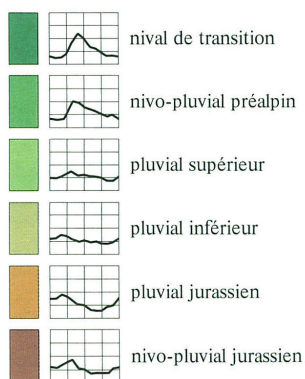 nival de transition
nivo-pluvial préalpin
pluvial supérieur
pluvial inférieur
pluvial jurassien
nivo-pluvial jurassien